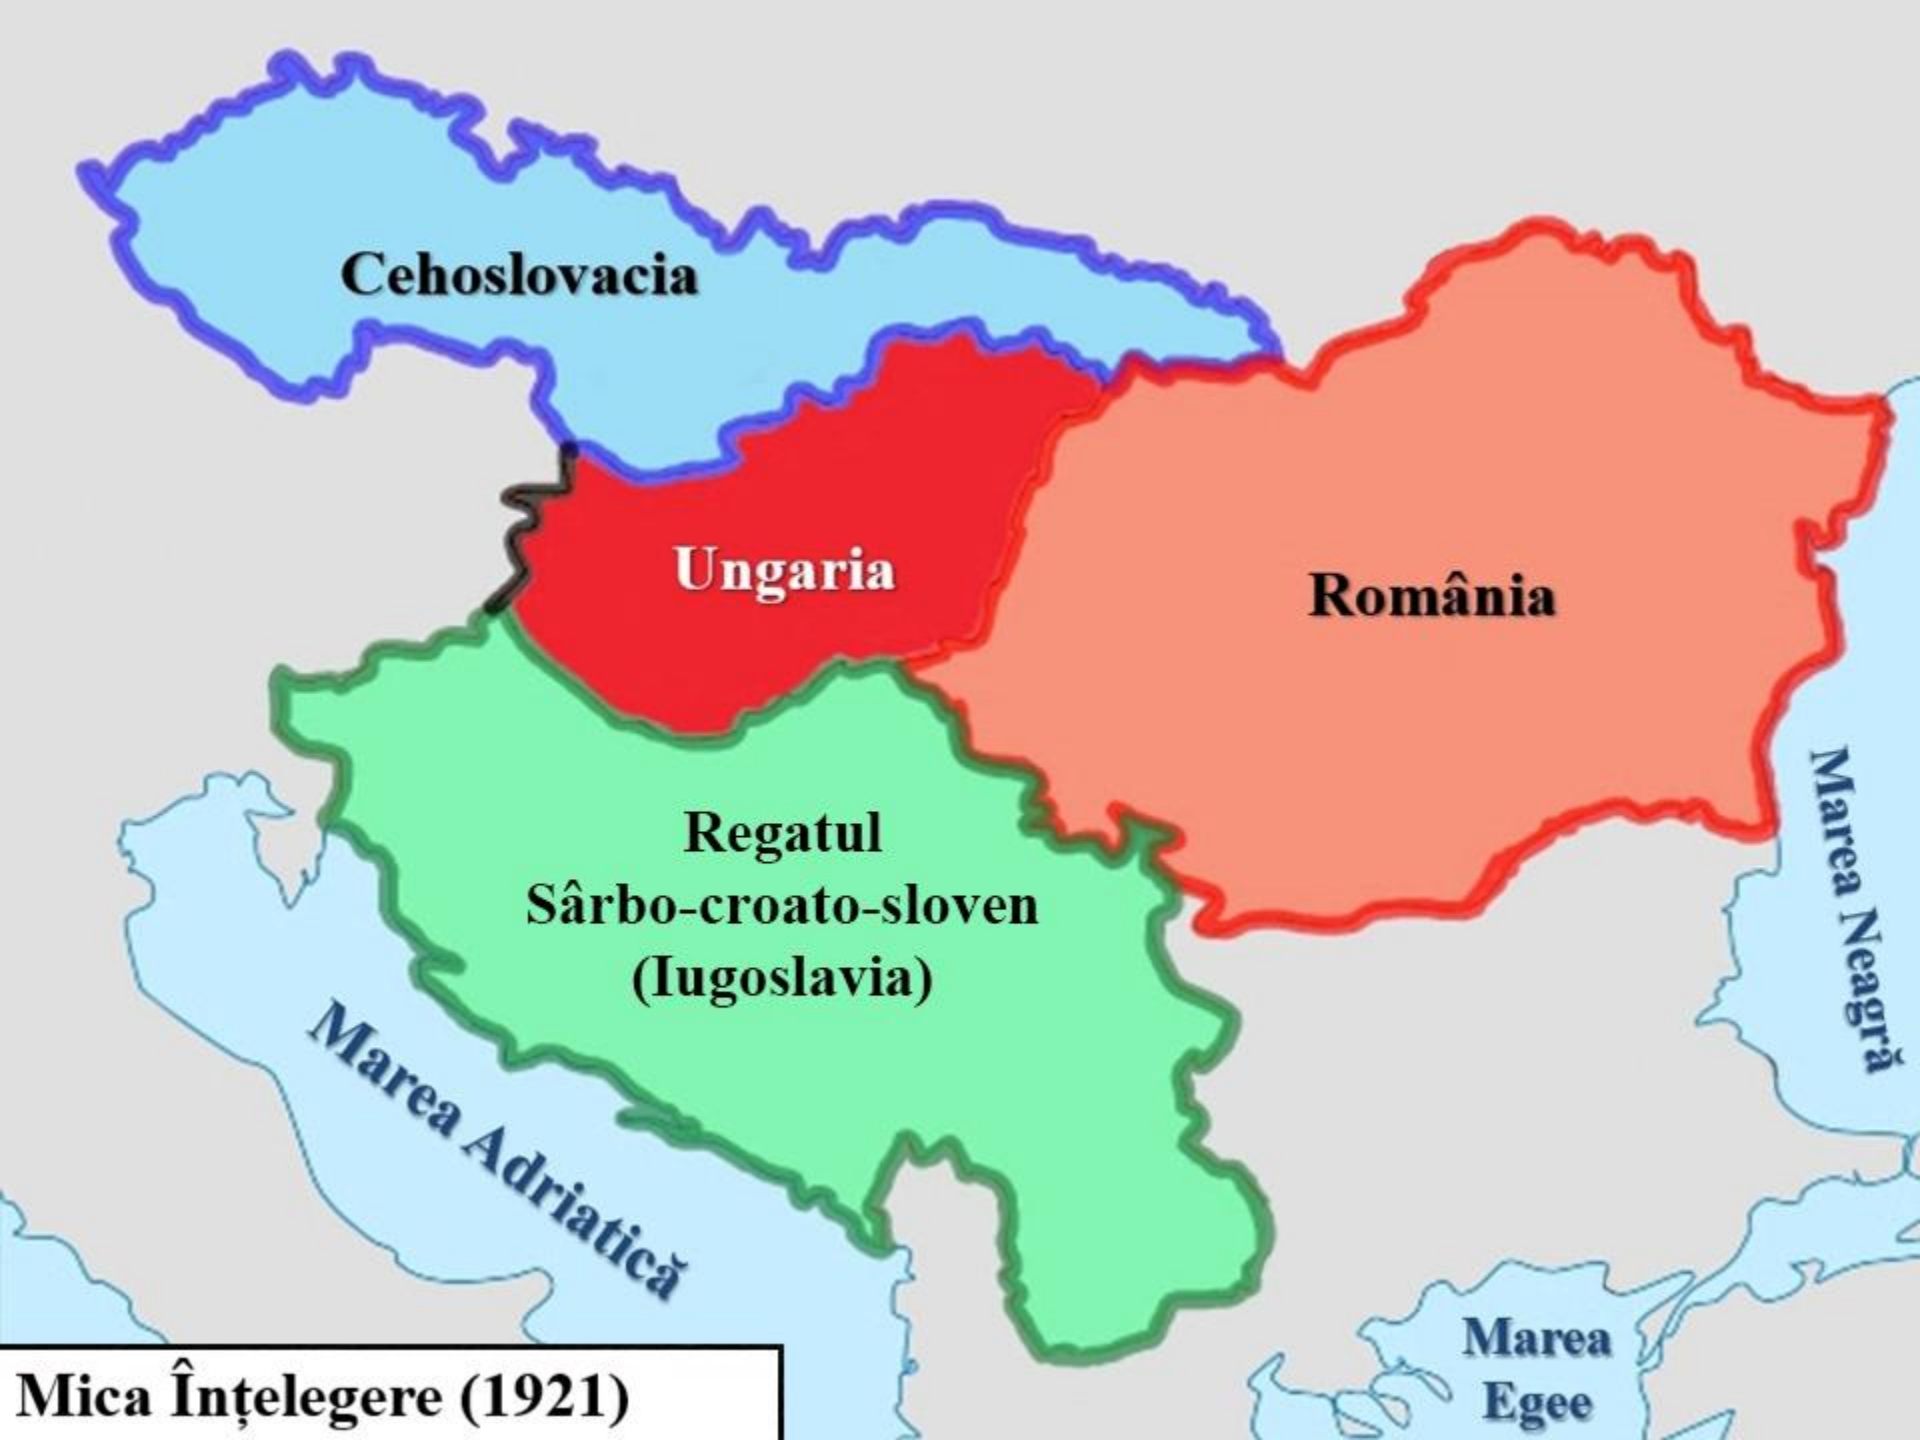 Cehoslovacia
Ungaria
România
Regatul
Sârbo-croato-sloven
(Iugoslavia)
Marea Neagră
Marea Adriatică
Marea
Egee
Mica Înțelegere (1921)